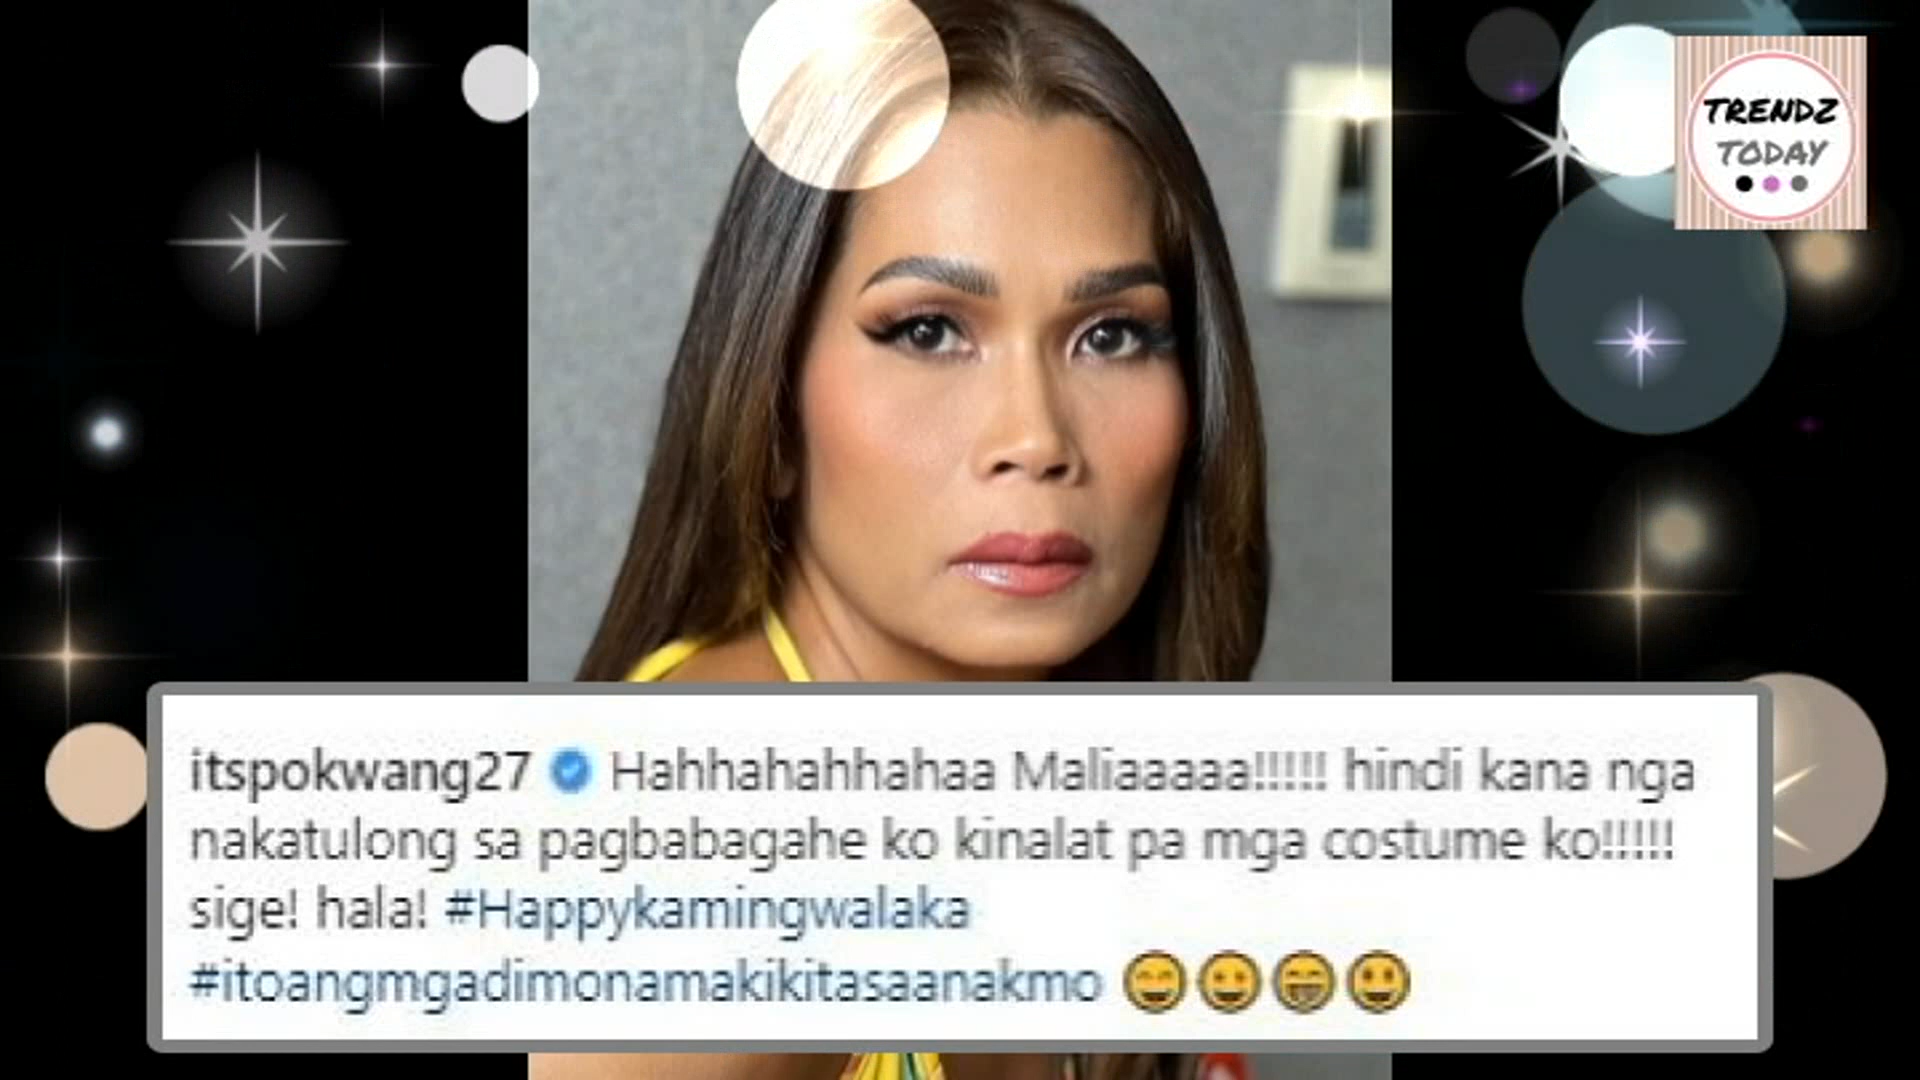 TRENDZ
TODAY
itspokwang27 Hahhahahhahaa Maliaaaaa!!!!! hindi kana nga
nakatulong sa pagbabagahe ko kinalat pa mga costume ko!!!!!
sige! hala! #Happykamingwalaka
#itoangmgadimonamakikitasaanakmo 😄😀😁😃